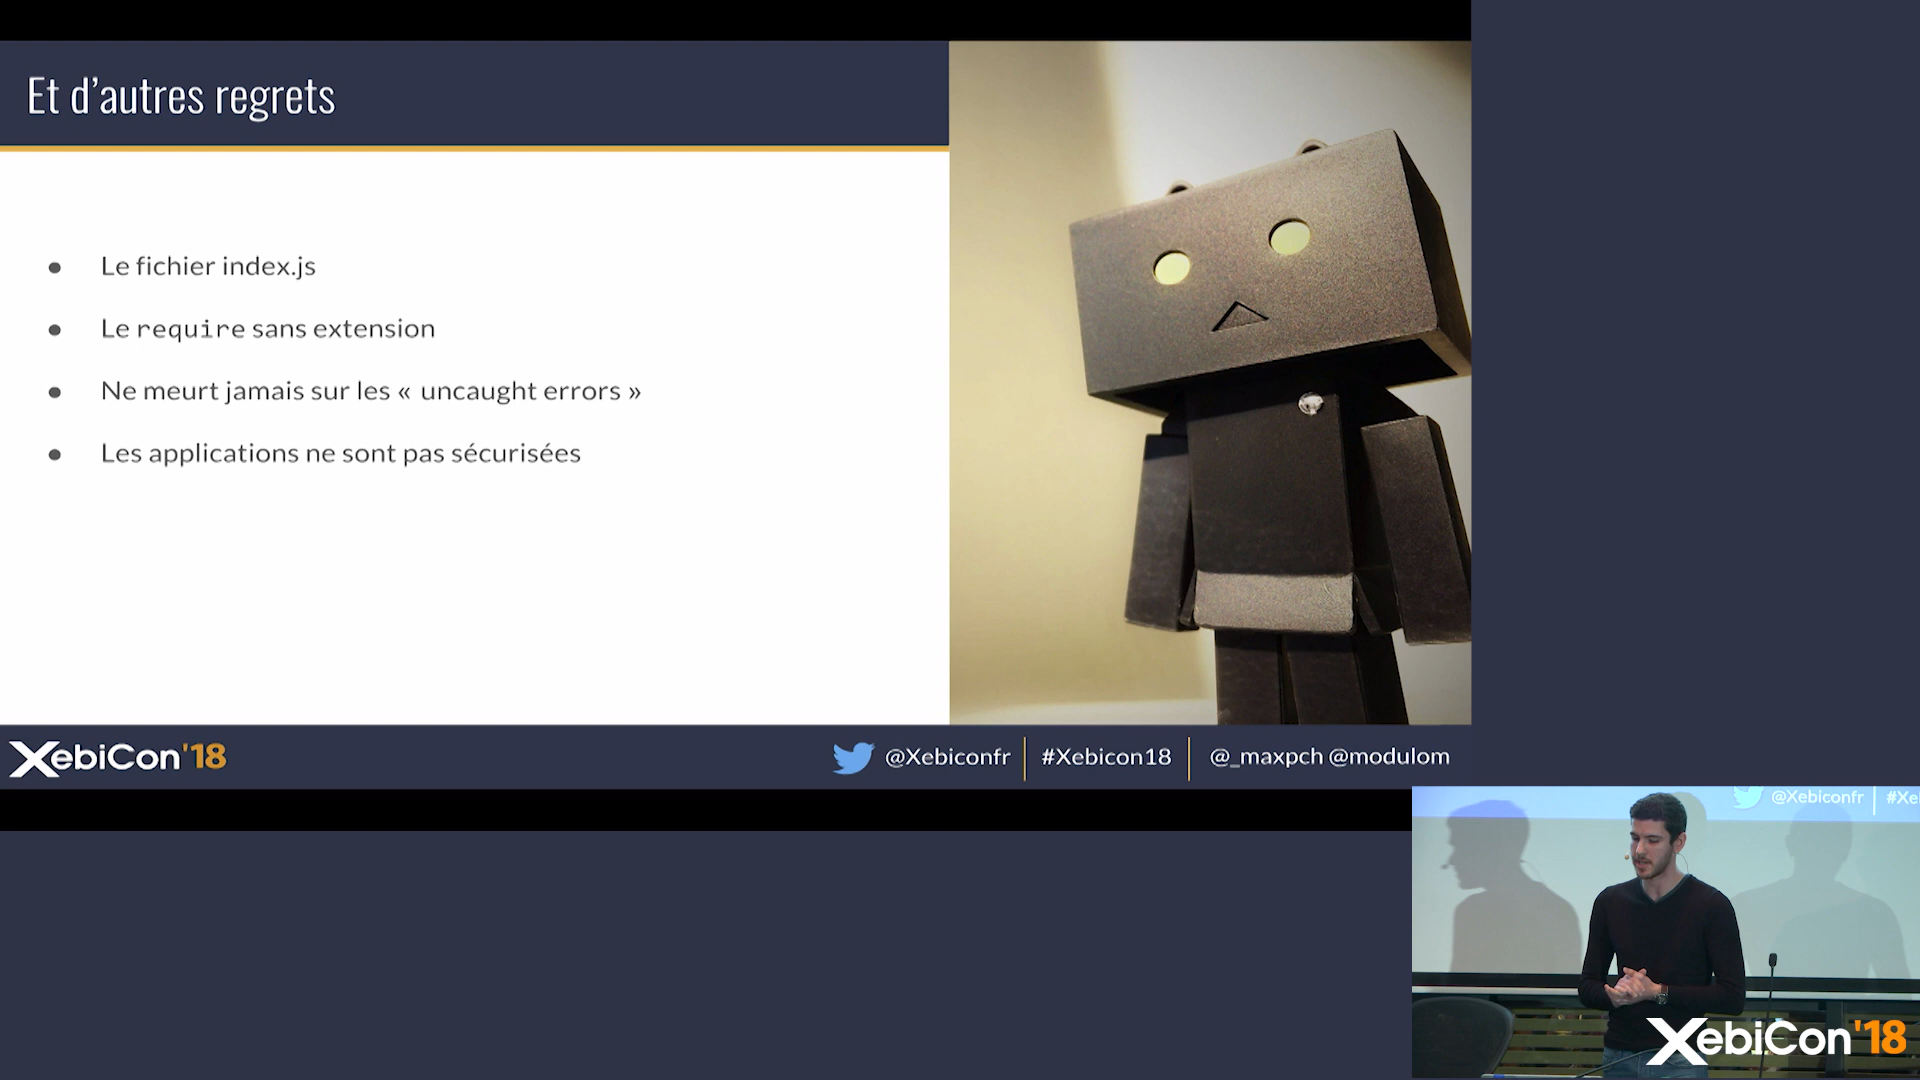 Et d’autres regrets
● Le fichier index.js
● Le require sans extension
● Ne meurt jamais sur les « uncaught errors »
● Les applications ne sont pas sécurisées
XebiCon'18
@Xebiconfr
#Xebicon18
@_maxpch @modulom
@Xebiconfr
#Xe
XebiCon'18